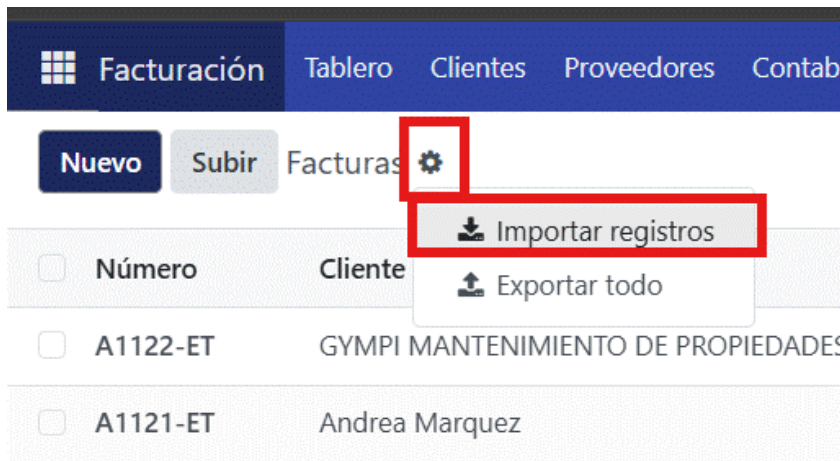 Facturación Tablero Clientes Proveedores Contab
Nuevo Subir Facturas
Importar registros
Número Cliente
Exportar todo
A1122-ET GYMPI MANTENIMIENTO DE PROPIEDADES
A1121-ET Andrea Marquez